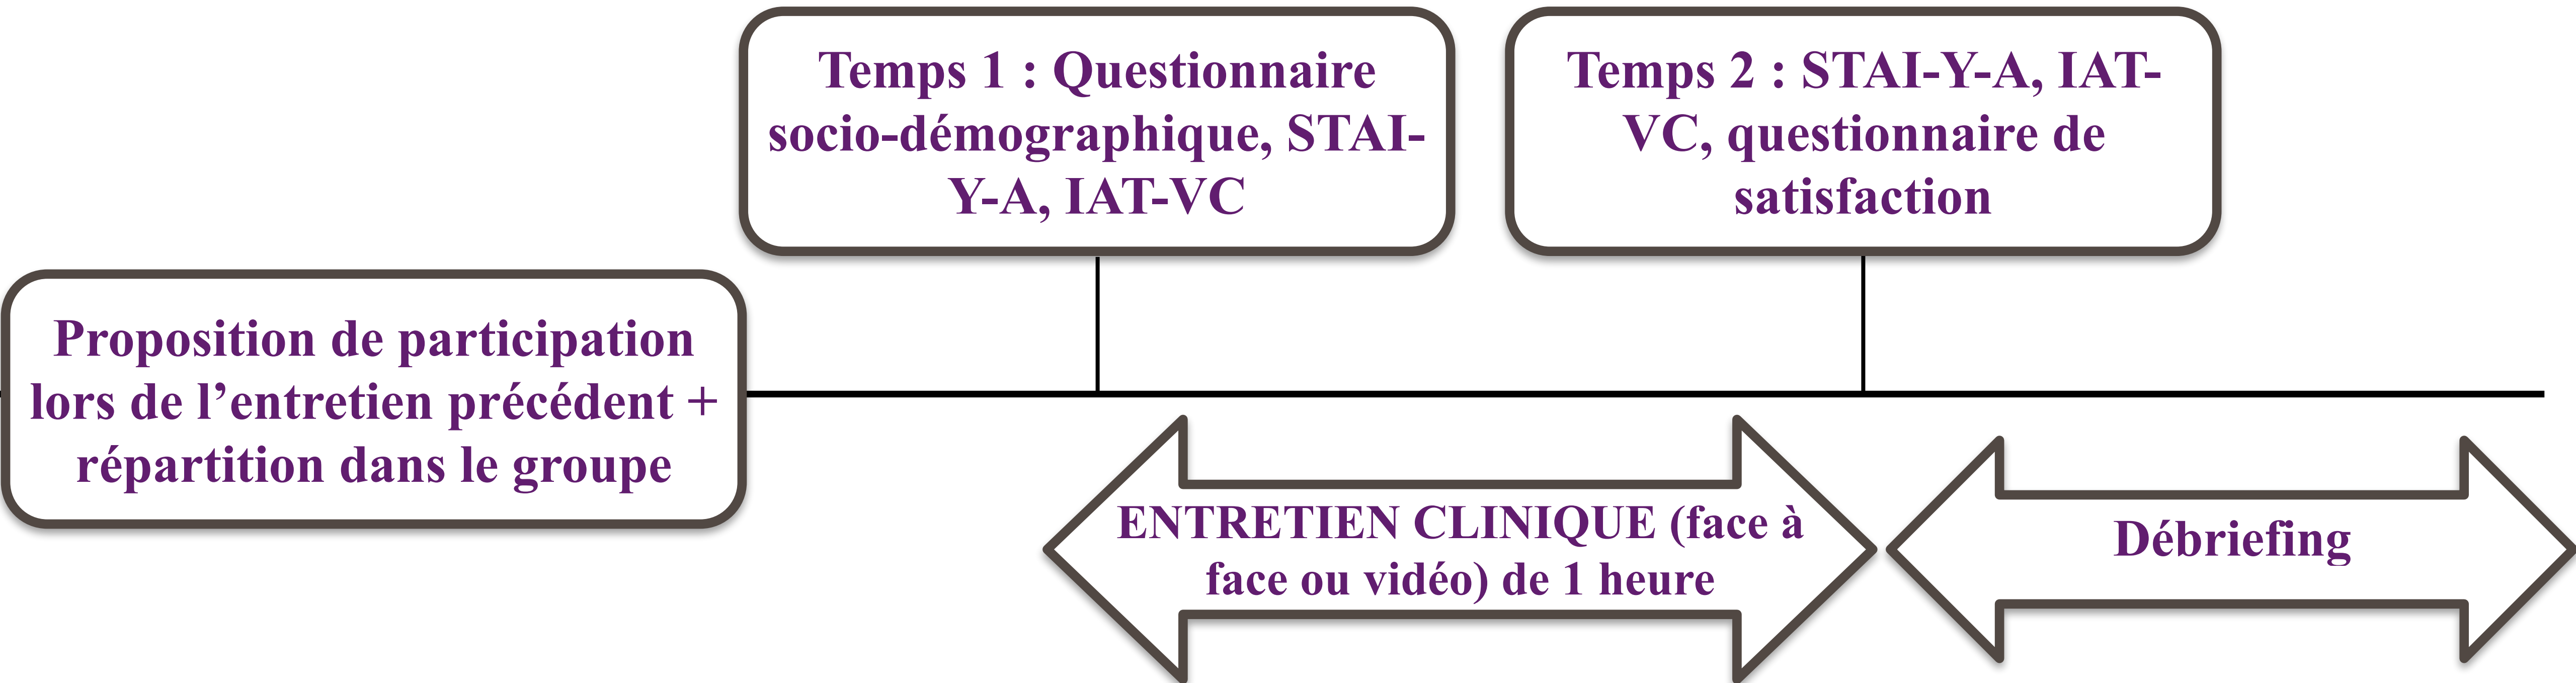 Temps 1 : Questionnaire
socio-démographique, STAI-
Y-A, IAT-VC
Temps 2 : STAI-Y-A, IAT-
VC, questionnaire de
satisfaction
Proposition de participation
lors de l’entretien précédent +
répartition dans le groupe
ENTRETIEN CLINIQUE (face à
face ou vidéo) de 1 heure
Débriefing